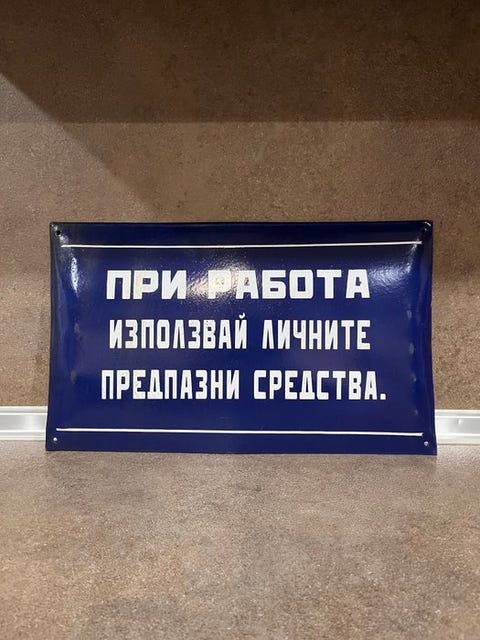 ПРИ РАБОТА
ИЗПОЛЗВАЙ ЛИЧНИТЕ
ПРЕДПАЗНИ СРЕДСТВА.